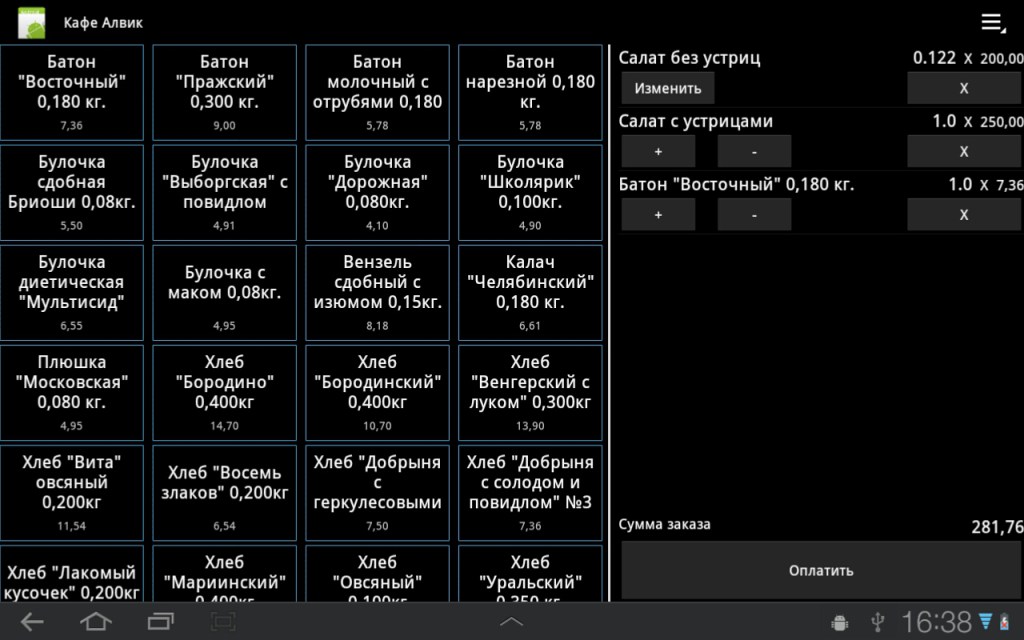 Кафе Алвик
Батон
"Восточный"
0,180 кг.
7,36
Батон
"Пражский"
0,300 кг.
9,00
Батон
молочный с
отрубями 0,180
5,78
Батон
нарезной 0,180
кг.
5,78
Булочка
сдобная
Бриоши 0,08кг.
5,50
Булочка
"Выборгская" с
повидлом
4,91
Булочка
"Дорожная"
0,080кг.
4,10
Булочка
"Школярик"
0,100кг.
4,90
Булочка
диетическая
"Мультисид"
6,55
Булочка с
маком 0,08кг.
4,95
Вензель
сдобный с
изюмом 0,15кг.
8,18
Калач
"Челябинский"
0,180 кг.
6,61
Плюшка
"Московская"
0,080 кг.
4,95
Хлеб
"Бородино"
0,400кг
14,70
Хлеб
"Бородинский"
0,400кг
10,70
Хлеб
"Венгерский с
луком" 0,300кг
13,90
Хлеб "Вита"
овсяный
0,200кг
11,54
Хлеб "Восемь
злаков" 0,200кг
6,54
Хлеб "Добрыня
с
геркулесовыми
7,50
Хлеб "Добрыня
с солодом и
повидлом" №3
7,36
Хлеб "Лакомый
кусочек" 0,200кг
Хлеб
"Мариинский"
0,400кг
Хлеб
"Овсяный"
0,100кг
Хлеб
"Уральский"
0,350 кг
Салат без устриц 0.122 X 200,00
Изменить X
Салат с устрицами 1.0 X 250,00
+ - X
Батон "Восточный" 0,180 кг. 1.0 X 7,36
+ - X
Сумма заказа 281,76
Оплатить
16:38